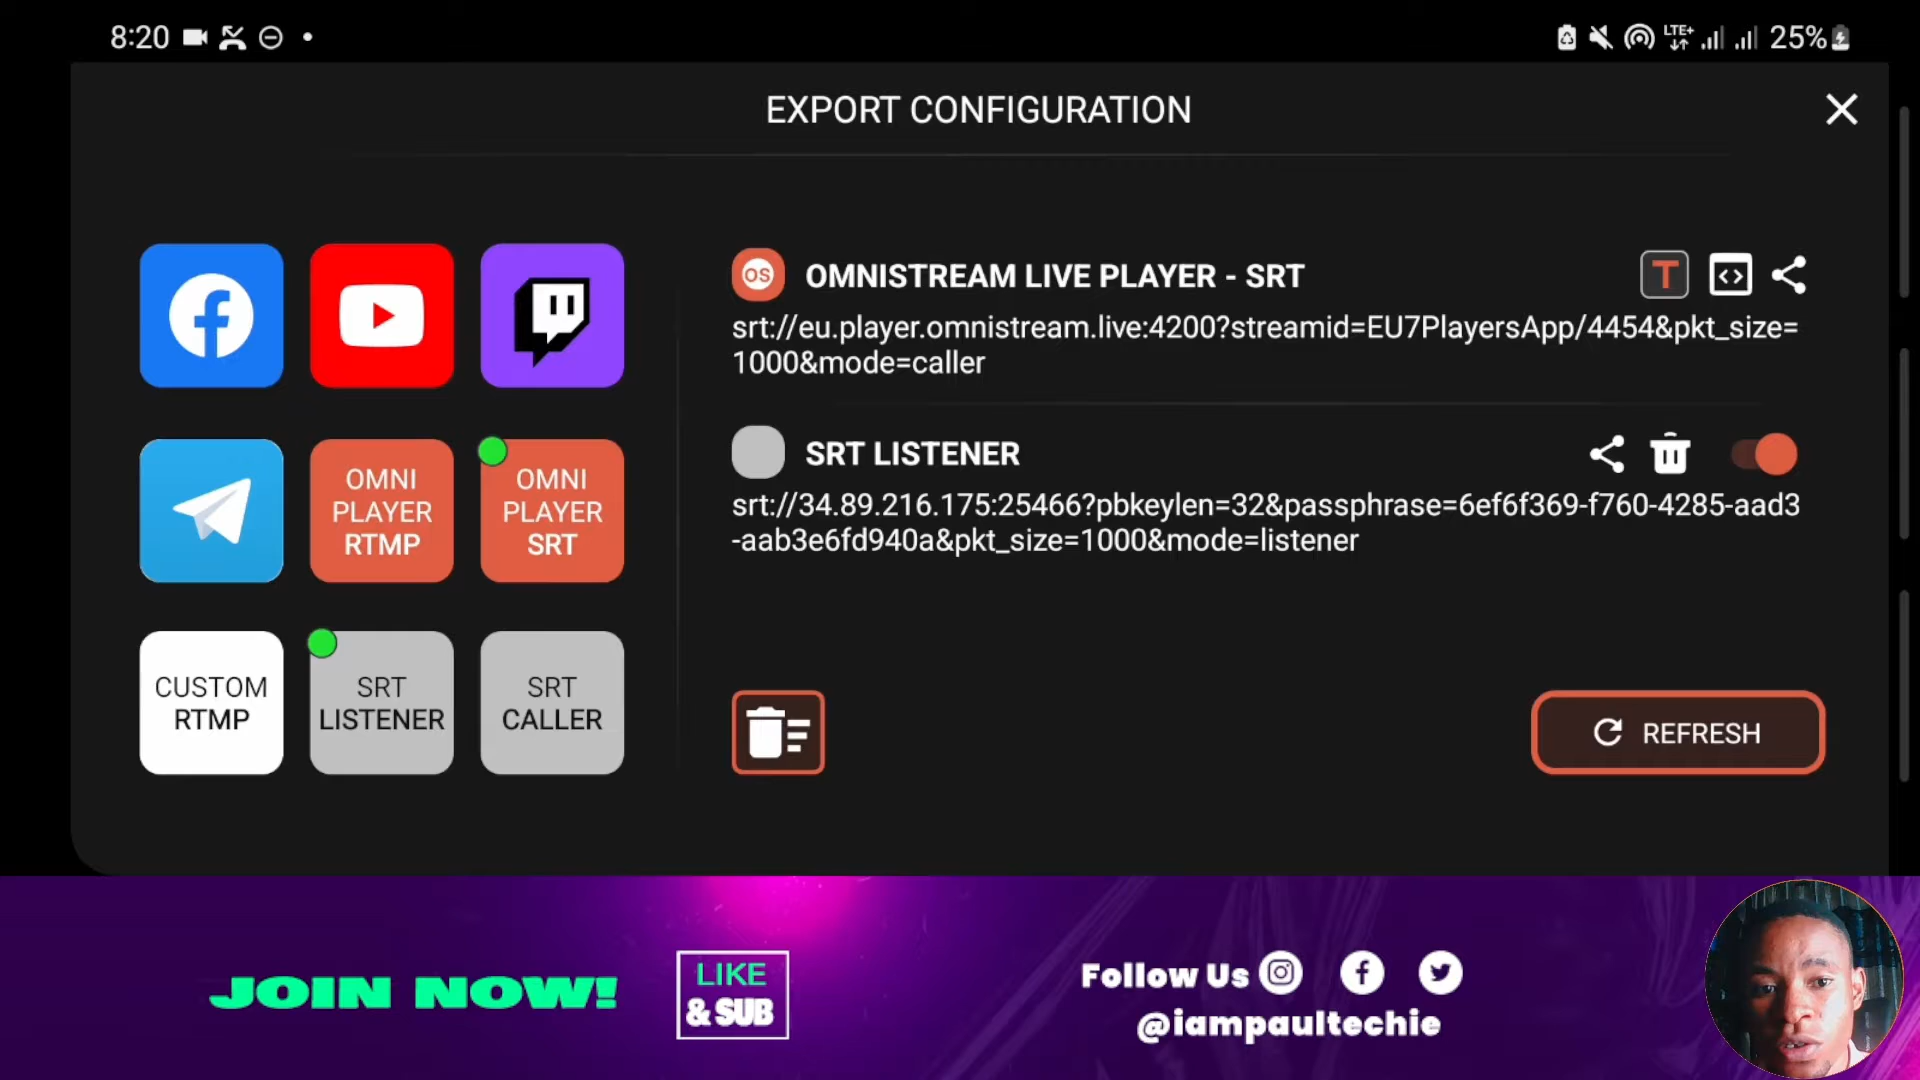 8:20
LTE+
25%
EXPORT CONFIGURATION
OS
OMNISTREAM LIVE PLAYER - SRT
T
srt://eu.player.omnistream.live:4200?streamid=EU7PlayersApp/4454&pkt_size=
1000&mode=caller
SRT LISTENER
srt://34.89.216.175:25466?pbkeylen=32&passphrase=6ef6f369-f760-4285-aad3
-aab3e6fd940a&pkt_size=1000&mode=listener
OMNI
PLAYER
RTMP
OMNI
PLAYER
SRT
CUSTOM
RTMP
SRT
LISTENER
SRT
CALLER
REFRESH
JOIN NOW!
LIKE
& SUB
Follow Us
@iampaultechie